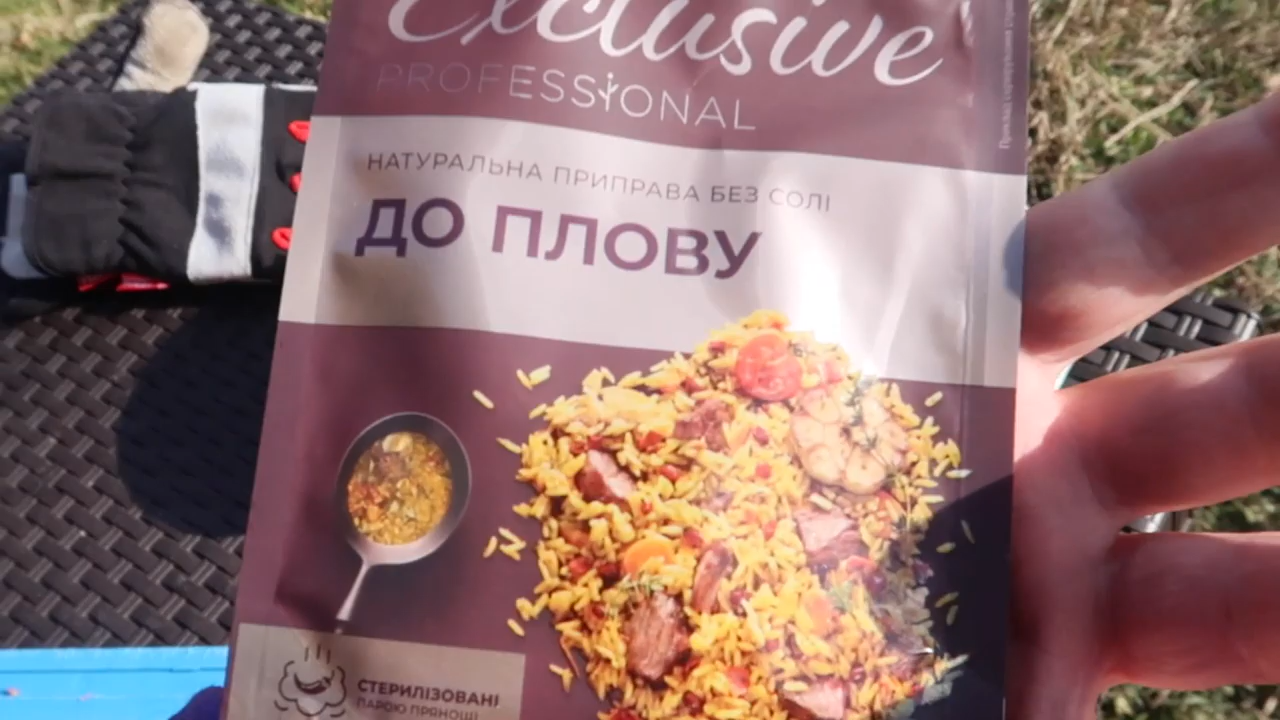 Exclusive
PROFESSIONAL
НАТУРАЛЬНА ПРИПРАВА БЕЗ СОЛІ
ДО ПЛОВУ
СТЕРИЛІЗОВАНІ
ПАРОЮ ПРЯНОЩІ